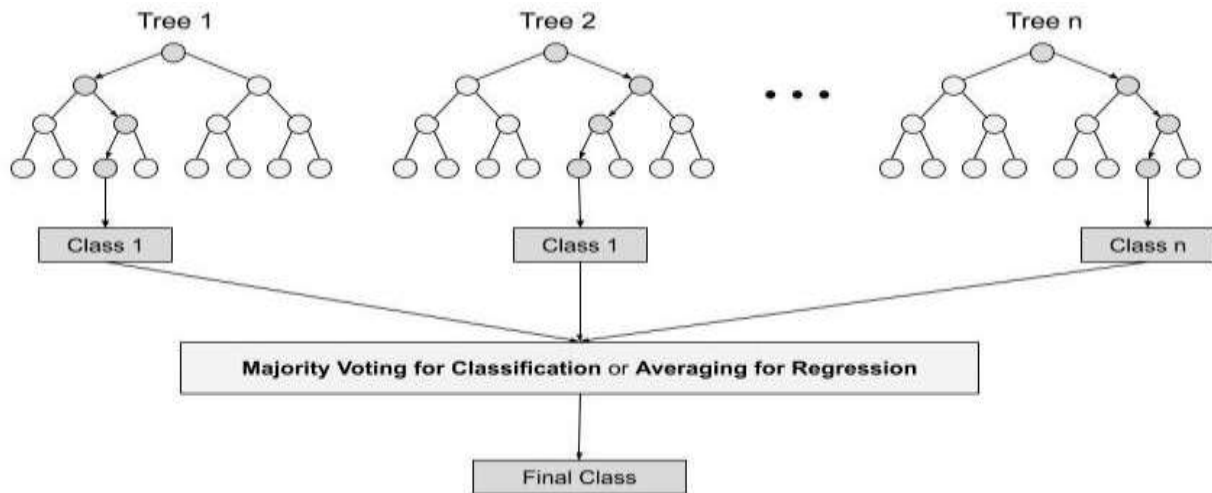 Tree 1 Tree 2 Tree n
Class 1 Class 1 Class n
Majority Voting for Classification or Averaging for Regression
Final Class